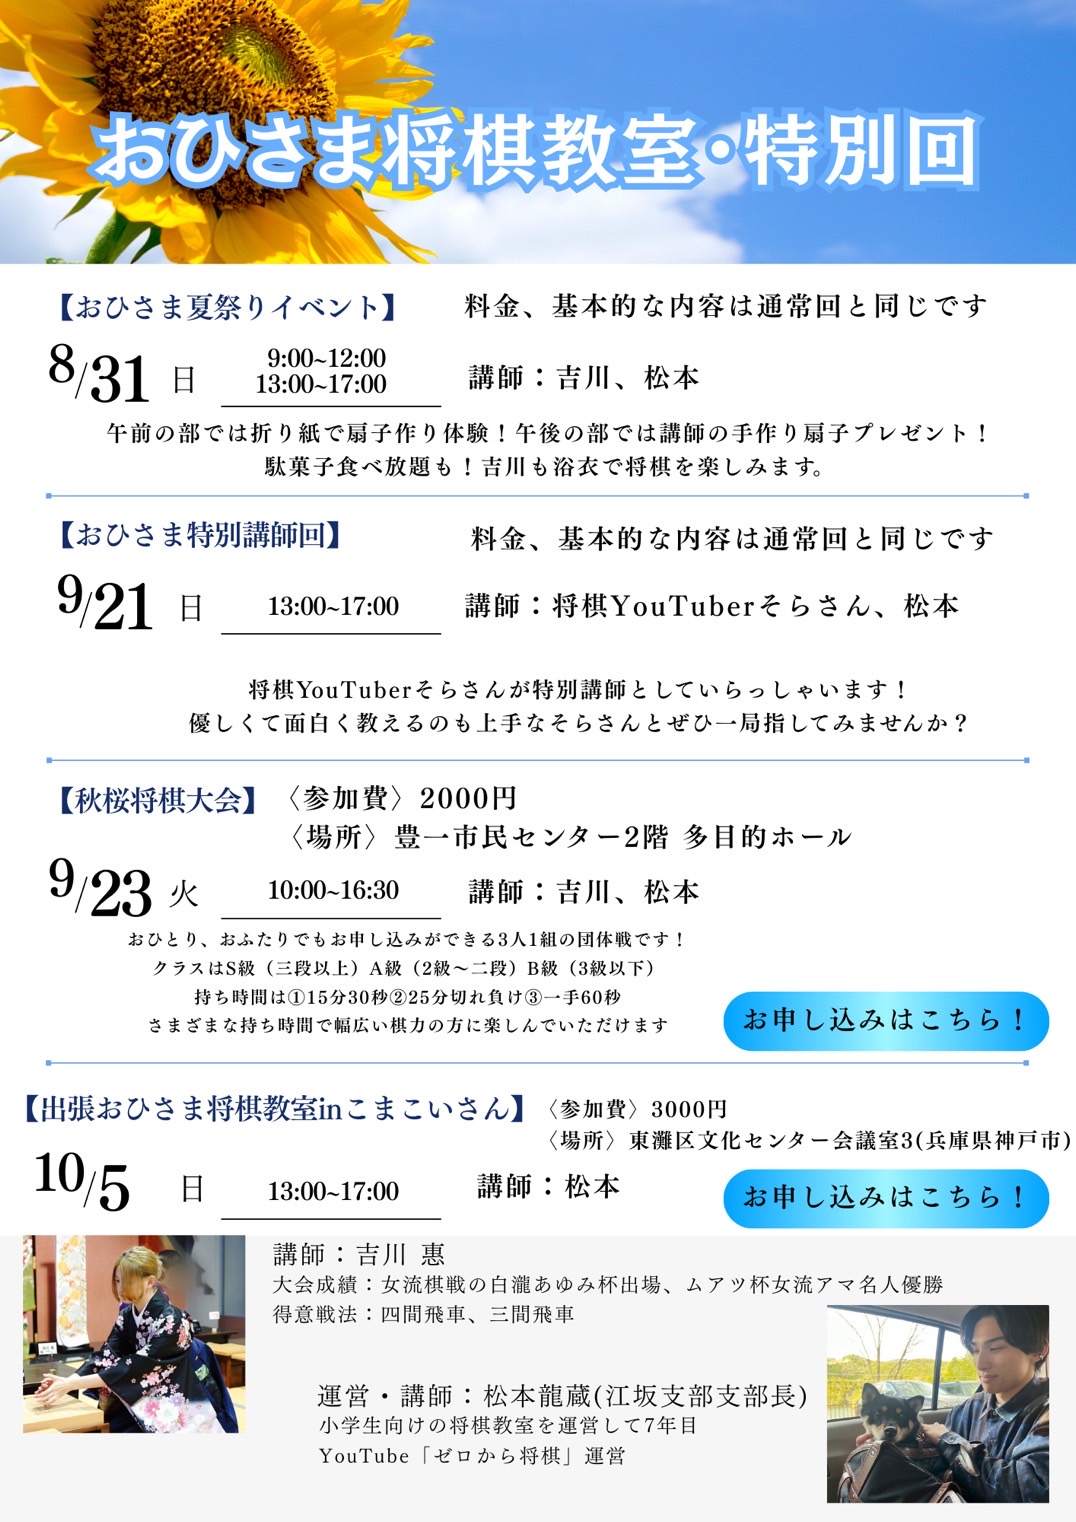 おひさま将棋教室・特別回
【おひさま夏祭りイベント】
料金、基本的な内容は通常回と同じです
8/31 日
9:00~12:00
13:00~17:00
講師：吉川、松本
午前の部では折り紙で扇子作り体験！午後の部では講師の手作り扇子プレゼント！
駄菓子食べ放題も！吉川も浴衣で将棋を楽しみます。
【おひさま特別講師回】
料金、基本的な内容は通常回と同じです
9/21 日
13:00~17:00
講師：将棋YouTuberそらさん、松本
将棋YouTuberそらさんが特別講師としていらっしゃいます！
優しくて面白く教えるのも上手なそらさんとぜひ一局指してみませんか？
【秋桜将棋大会】
〈参加費〉2000円
〈場所〉豊一市民センター2階 多目的ホール
9/23 火
10:00~16:30
講師：吉川、松本
おひとり、おふたりでもお申し込みができる3人1組の団体戦です！
クラスはS級（三段以上）A級（2級〜二段）B級（3級以下）
持ち時間は①15分30秒②25分切れ負け③一手60秒
さまざまな持ち時間で幅広い棋力の方に楽しんでいただけます
お申し込みはこちら！
【出張おひさま将棋教室inこまこいさん】
〈参加費〉3000円
〈場所〉東灘区文化センター会議室3(兵庫県神戸市)
10/5 日
13:00~17:00
講師：松本
お申し込みはこちら！
講師：吉川 恵
大会成績：女流棋戦の白瀧あゆみ杯出場、ムアツ杯女流アマ名人優勝
得意戦法：四間飛車、三間飛車
運営・講師：松本龍蔵(江坂支部支部長)
小学生向けの将棋教室を運営して7年目
YouTube「ゼロから将棋」運営